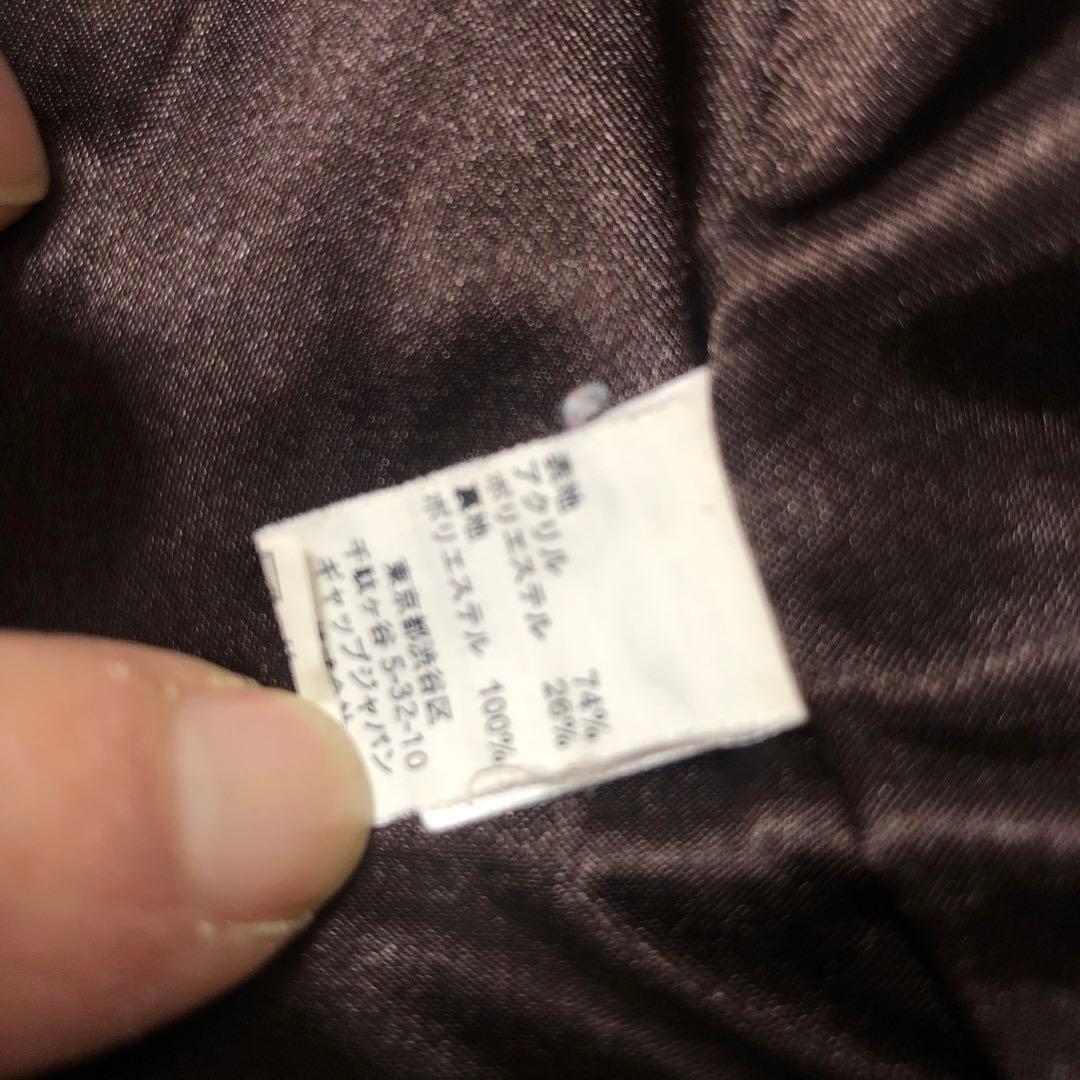 表地
アクリル 74%
ポリエステル 26%
裏地
ポリエステル 100%
東京都渋谷区
千駄ケ谷 5-32-10
ギャップジャパン